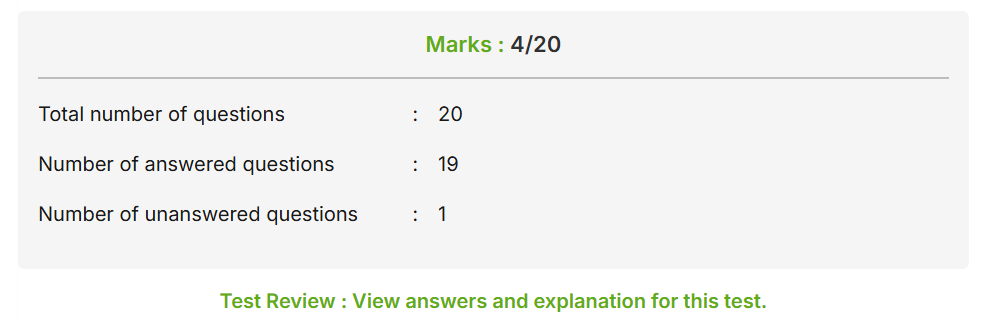 Marks : 4/20
Total number of questions : 20
Number of answered questions : 19
Number of unanswered questions : 1
Test Review : View answers and explanation for this test.